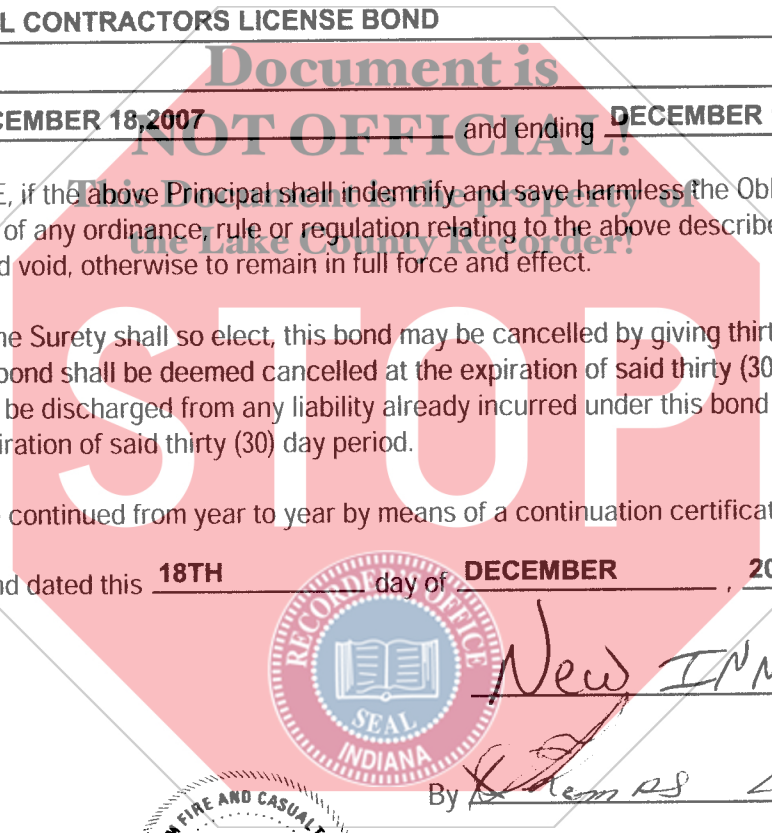 L CONTRACTORS LICENSE BOND
Document is
CEMBER 18,2007 and ending DECEMBER
NOT OFFICIAL!
E, if the above Principal shall indemnify and save harmless the Obl
This Document is the property of
of any ordinance, rule or regulation relating to the above describe
the Lake County Recorder!
d void, otherwise to remain in full force and effect.
ne Surety shall so elect, this bond may be cancelled by giving thirt
bond shall be deemed cancelled at the expiration of said thirty (30
be discharged from any liability already incurred under this bond
iration of said thirty (30) day period.
STOP
continued from year to year by means of a continuation certificat
nd dated this 18TH day of DECEMBER , 20
RECORDER'S OFFICE
SEAL
INDIANA
New INN
By
M FIRE AND CASUALT